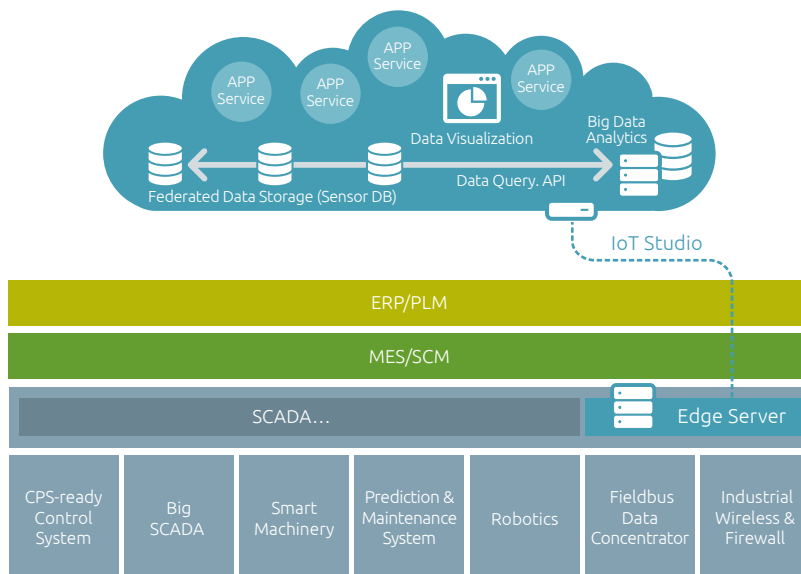 APP
Service
APP
Service
APP
Service
APP
Service
Data Visualization
Big Data
Analytics
Federated Data Storage (Sensor DB)
Data Query. API
IoT Studio
ERP/PLM
MES/SCM
SCADA...
Edge Server
CPS-ready
Control
System
Big
SCADA
Smart
Machinery
Prediction &
Maintenance
System
Robotics
Fieldbus
Data
Concentrator
Industrial
Wireless &
Firewall